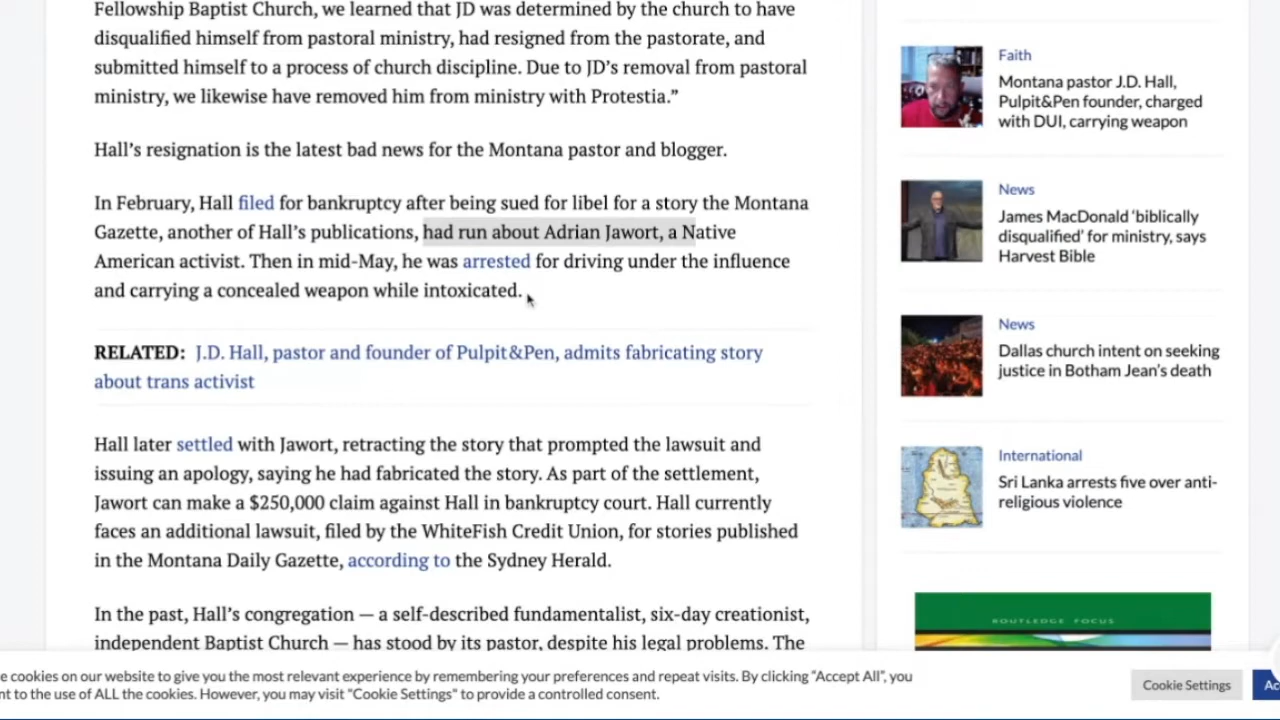 Fellowship Baptist Church, we learned that JD was determined by the church to have
disqualified himself from pastoral ministry, had resigned from the pastorate, and
submitted himself to a process of church discipline. Due to JD’s removal from pastoral
ministry, we likewise have removed him from ministry with Protestia.”
Hall’s resignation is the latest bad news for the Montana pastor and blogger.
In February, Hall filed for bankruptcy after being sued for libel for a story the Montana
Gazette, another of Hall’s publications, had run about Adrian Jawort, a Native
American activist. Then in mid-May, he was arrested for driving under the influence
and carrying a concealed weapon while intoxicated.
RELATED: J.D. Hall, pastor and founder of Pulpit&Pen, admits fabricating story
about trans activist
Hall later settled with Jawort, retracting the story that prompted the lawsuit and
issuing an apology, saying he had fabricated the story. As part of the settlement,
Jawort can make a $250,000 claim against Hall in bankruptcy court. Hall currently
faces an additional lawsuit, filed by the WhiteFish Credit Union, for stories published
in the Montana Daily Gazette, according to the Sydney Herald.
In the past, Hall’s congregation — a self-described fundamentalist, six-day creationist,
independent Baptist Church — has stood by its pastor, despite his legal problems. The
Faith
Montana pastor J.D. Hall,
Pulpit&Pen founder, charged
with DUI, carrying weapon
News
James MacDonald ‘biblically
disqualified’ for ministry, says
Harvest Bible
News
Dallas church intent on seeking
justice in Botham Jean’s death
International
Sri Lanka arrests five over anti-
religious violence
ROUTLEDGE FOCUS
e cookies on our website to give you the most relevant experience by remembering your preferences and repeat visits. By clicking “Accept All”, you
nt to the use of ALL the cookies. However, you may visit "Cookie Settings" to provide a controlled consent.
Cookie Settings
Ac